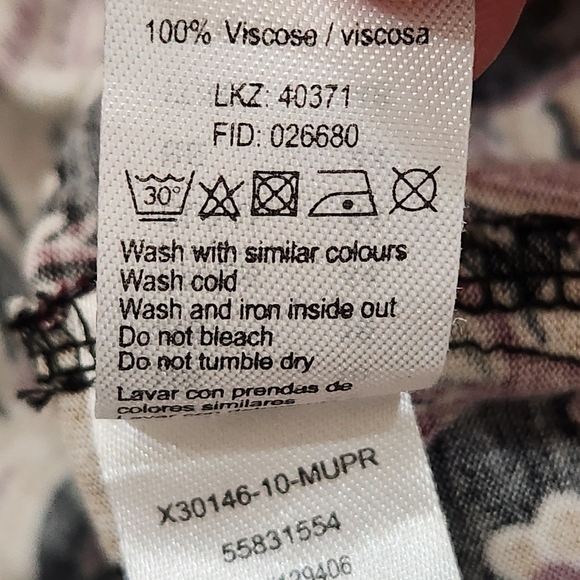 100% Viscose / viscosa
LKZ: 40371
FID: 026680
30°
Wash with similar colours
Wash cold
Wash and iron inside out
Do not bleach
Do not tumble dry
Lavar con prendas de
colores similares
X30146-10-MUPR
55831554
129406